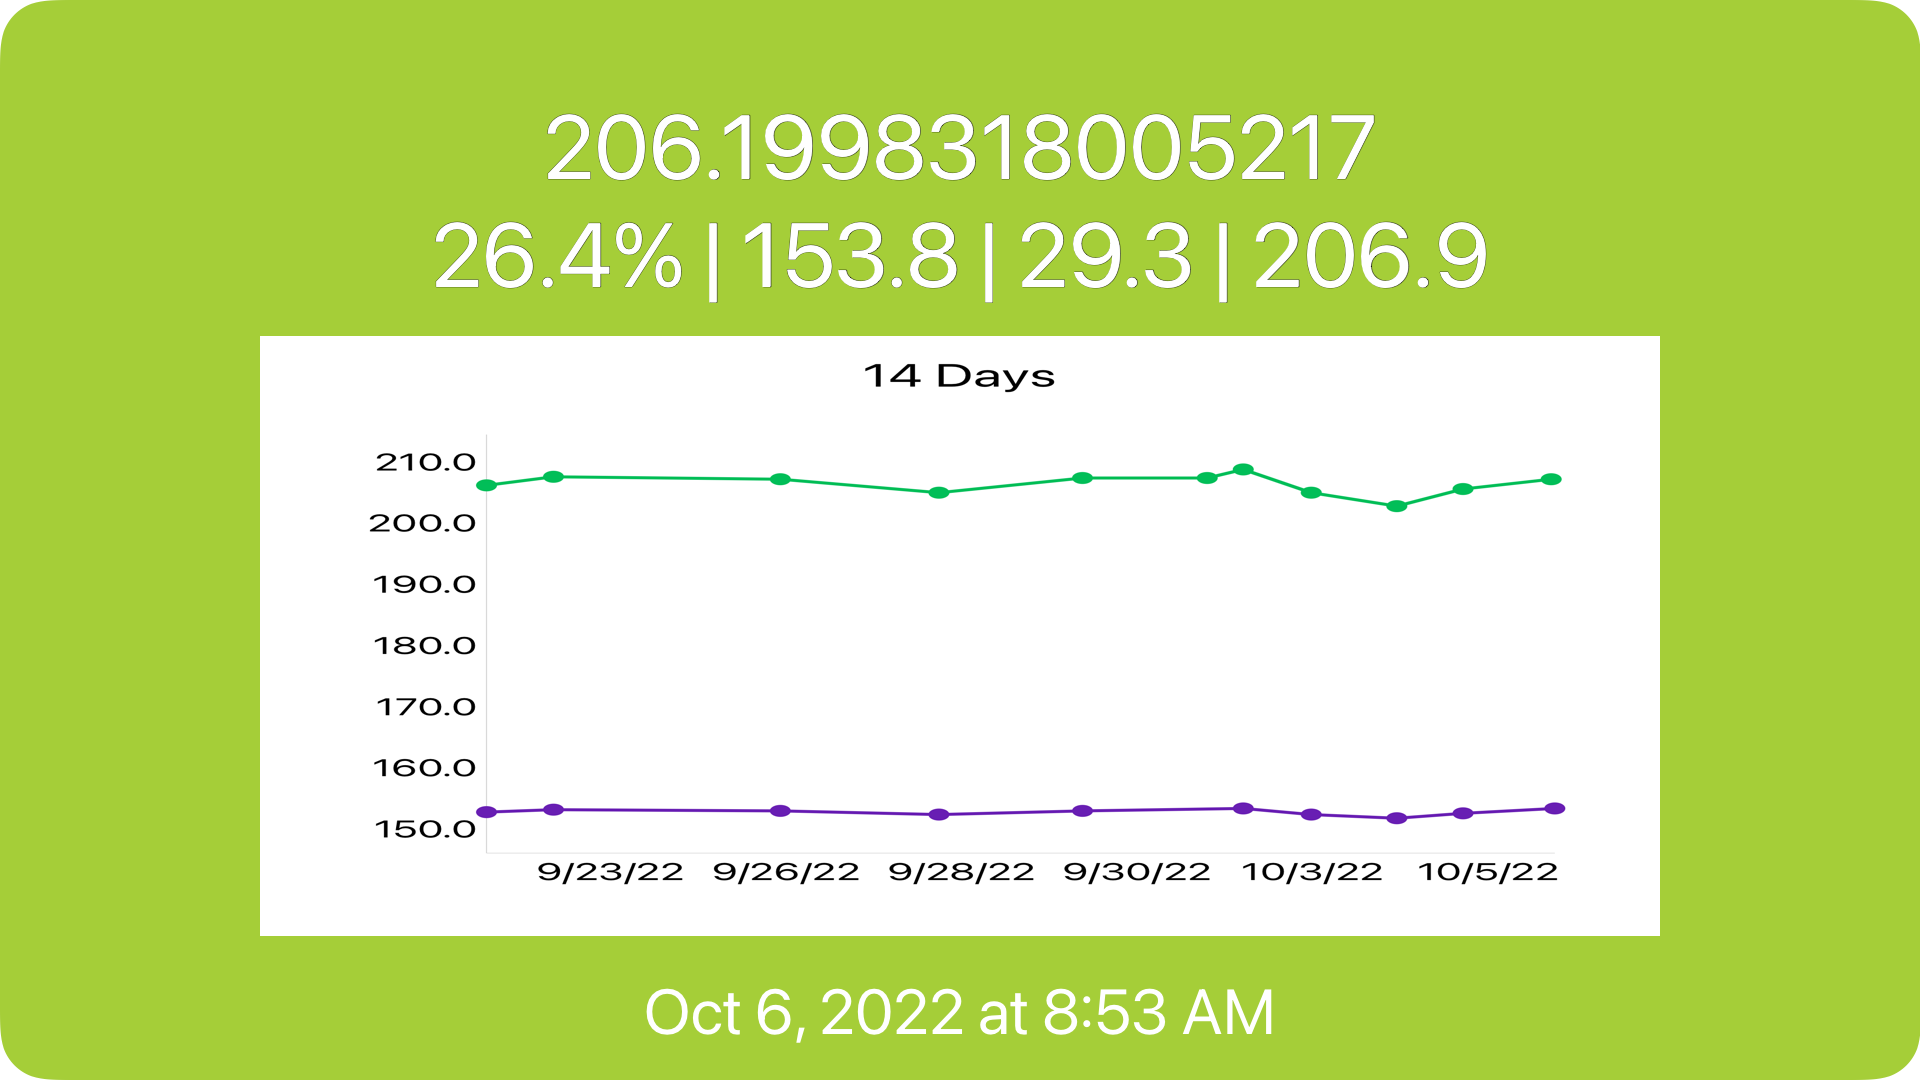 206.1998318005217
26.4% | 153.8 | 29.3 | 206.9
14 Days
210.0
200.0
190.0
180.0
170.0
160.0
150.0
9/23/22 9/26/22 9/28/22 9/30/22 10/3/22 10/5/22
Oct 6, 2022 at 8:53 AM